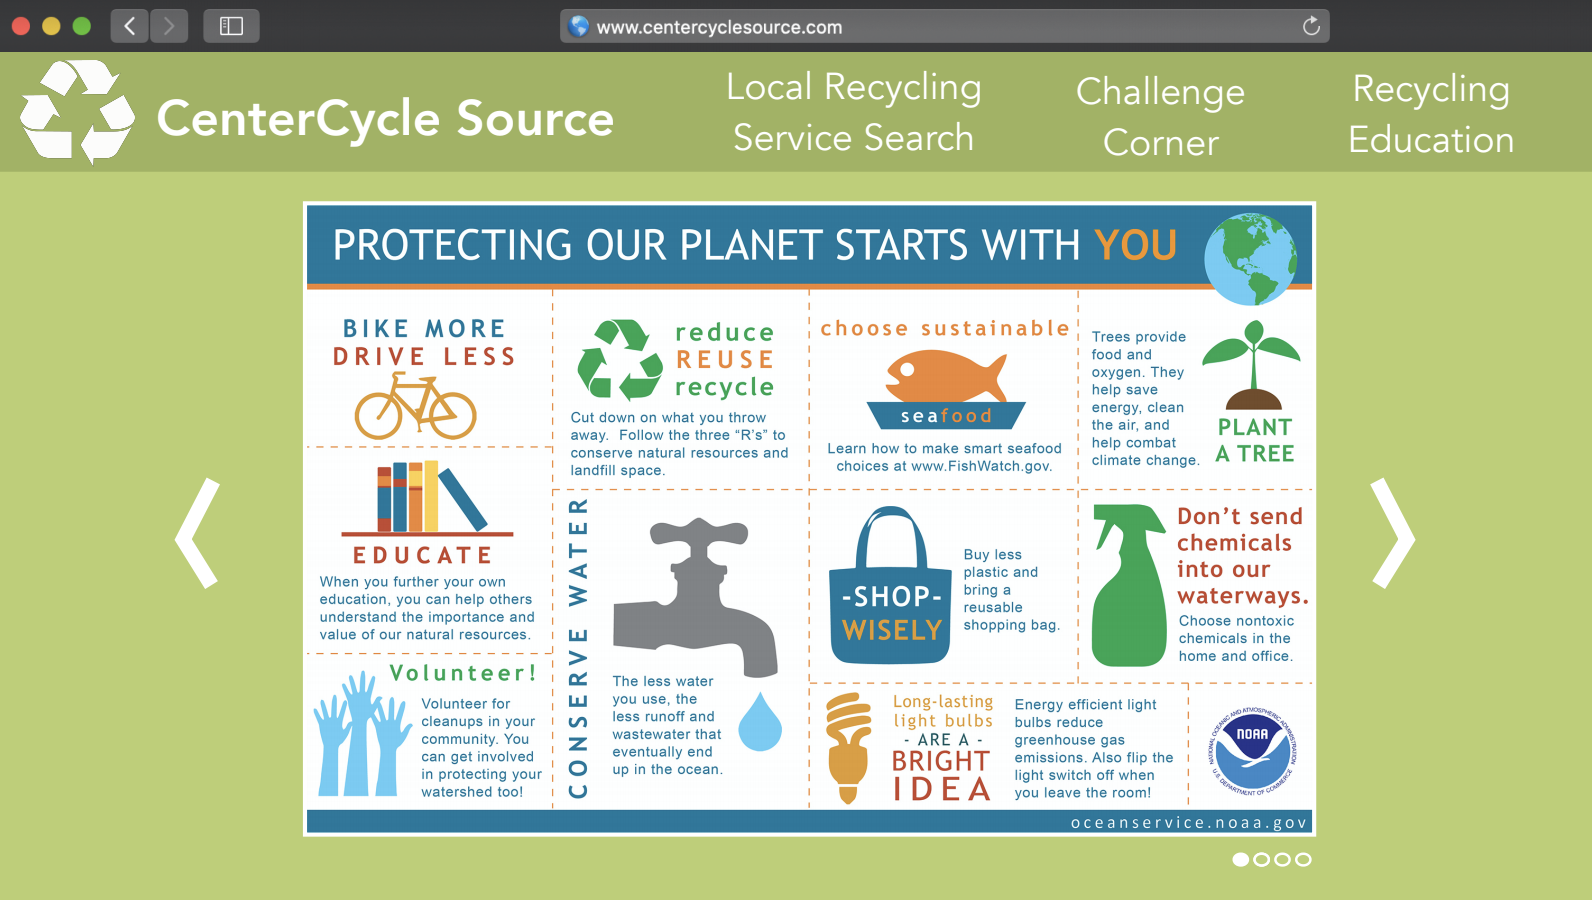 www.centercyclesource.com
CenterCycle Source
Local Recycling
Service Search
Challenge
Corner
Recycling
Education
PROTECTING OUR PLANET STARTS WITH YOU
BIKE MORE
DRIVE LESS
reduce
REUSE
recycle
Cut down on what you throw
away. Follow the three “R’s” to
conserve natural resources and
landfill space.
choose sustainable
seafood
Learn how to make smart seafood
choices at www.FishWatch.gov.
Trees provide
food and
oxygen. They
help save
energy, clean
the air, and
help combat
climate change.
PLANT
A TREE
EDUCATE
When you further your own
education, you can help others
understand the importance and
value of our natural resources.
Volunteer!
Volunteer for
cleanups in your
community. You
can get involved
in protecting your
watershed too!
CONSERVE WATER
The less water
you use, the
less runoff and
wastewater that
eventually end
up in the ocean.
-SHOP-
WISELY
Buy less
plastic and
bring a
reusable
shopping bag.
Don’t send
chemicals
into our
waterways.
Choose nontoxic
chemicals in the
home and office.
Long-lasting
light bulbs
- ARE A -
BRIGHT
IDEA
Energy efficient light
bulbs reduce
greenhouse gas
emissions. Also flip the
light switch off when
you leave the room!
NATIONAL OCEANIC AND ATMOSPHERIC ADMINISTRATION
NOAA
U.S. DEPARTMENT OF COMMERCE
oceanservice.noaa.gov